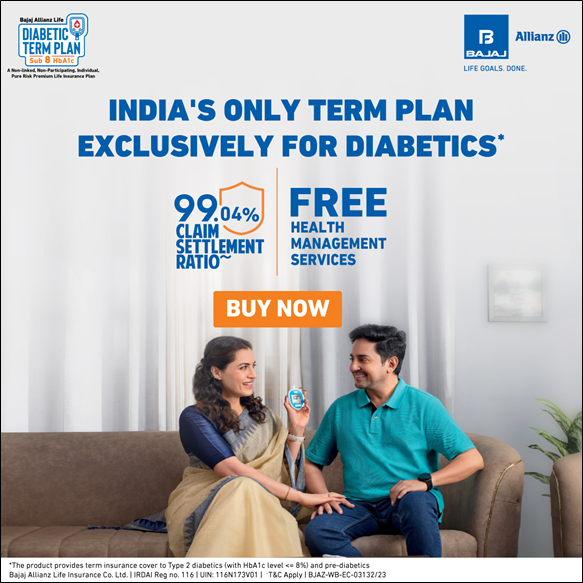 Bajaj Allianz Life
DIABETIC
TERM PLAN
Sub 8 HbA1c
A Non-linked, Non-Participating, Individual,
Pure Risk Premium Life Insurance Plan
B
BAJAJ
Allianz
LIFE GOALS. DONE.
INDIA'S ONLY TERM PLAN
EXCLUSIVELY FOR DIABETICS*
99.04%
CLAIM
SETTLEMENT
RATIO~
FREE
HEALTH
MANAGEMENT
SERVICES
BUY NOW
*The product provides term insurance cover to Type 2 diabetics (with HbA1c level <= 8%) and pre-diabetics
Bajaj Allianz Life Insurance Co. Ltd. | IRDAI Reg no. 116 | UIN: 116N173V01 | T&C Apply | BJAZ-WB-EC-03132/23